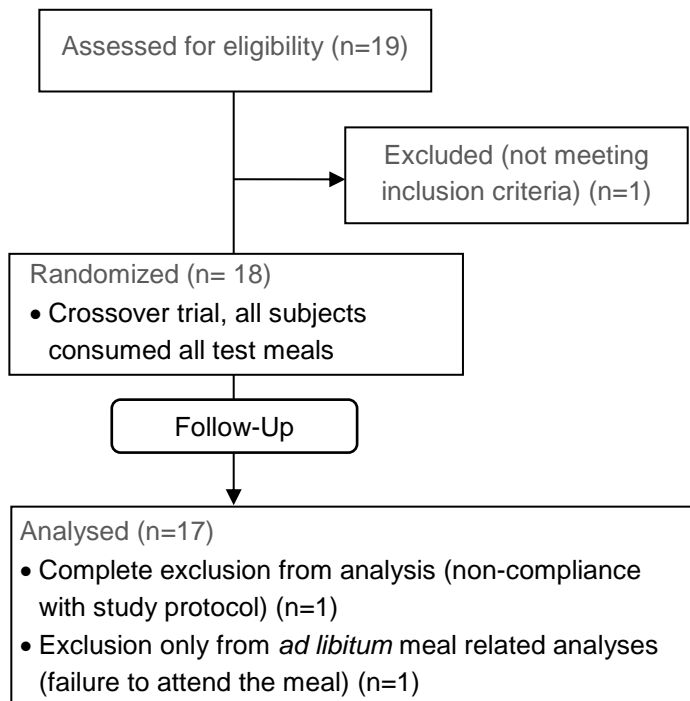 Assessed for eligibility (n=19)
Excluded (not meeting
inclusion criteria) (n=1)
Randomized (n= 18)
• Crossover trial, all subjects
consumed all test meals
Follow-Up
Analysed (n=17)
• Complete exclusion from analysis (non-compliance
with study protocol) (n=1)
• Exclusion only from ad libitum meal related analyses
(failure to attend the meal) (n=1)